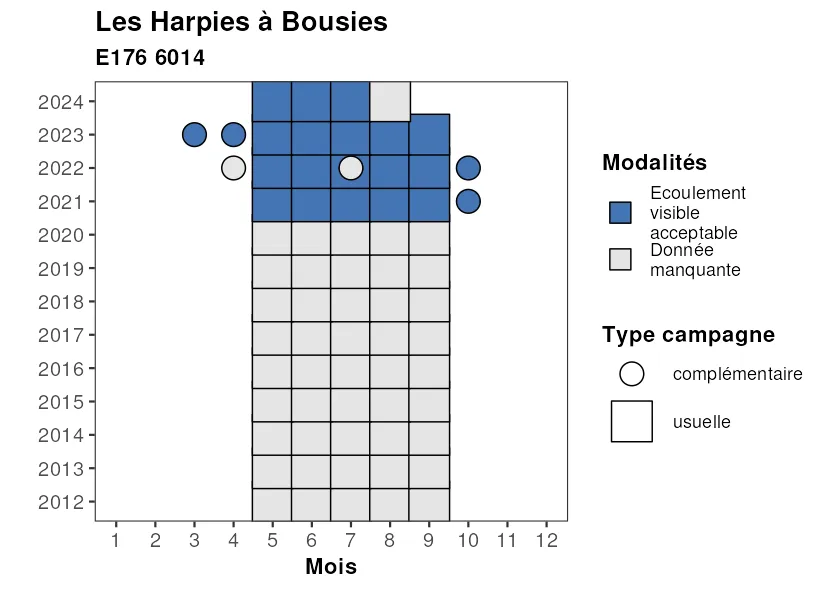 Les Harpies à Bousies
E176 6014
2024
2023
2022
2021
2020
2019
2018
2017
2016
2015
2014
2013
2012
1 2 3 4 5 6 7 8 9 10 11 12
Mois
Modalités
Ecoulement
visible
acceptable
Donnée
manquante
Type campagne
complémentaire
usuelle